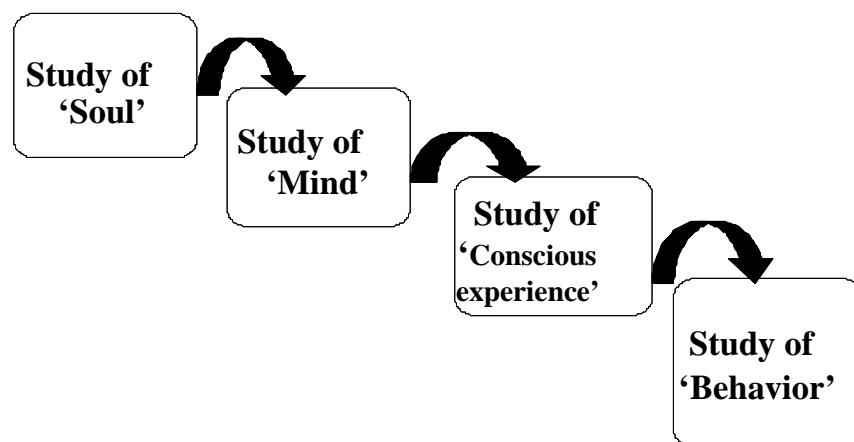 Study of
‘Soul’
Study of
‘Mind’
Study of
‘Conscious
experience’
Study of
‘Behavior’